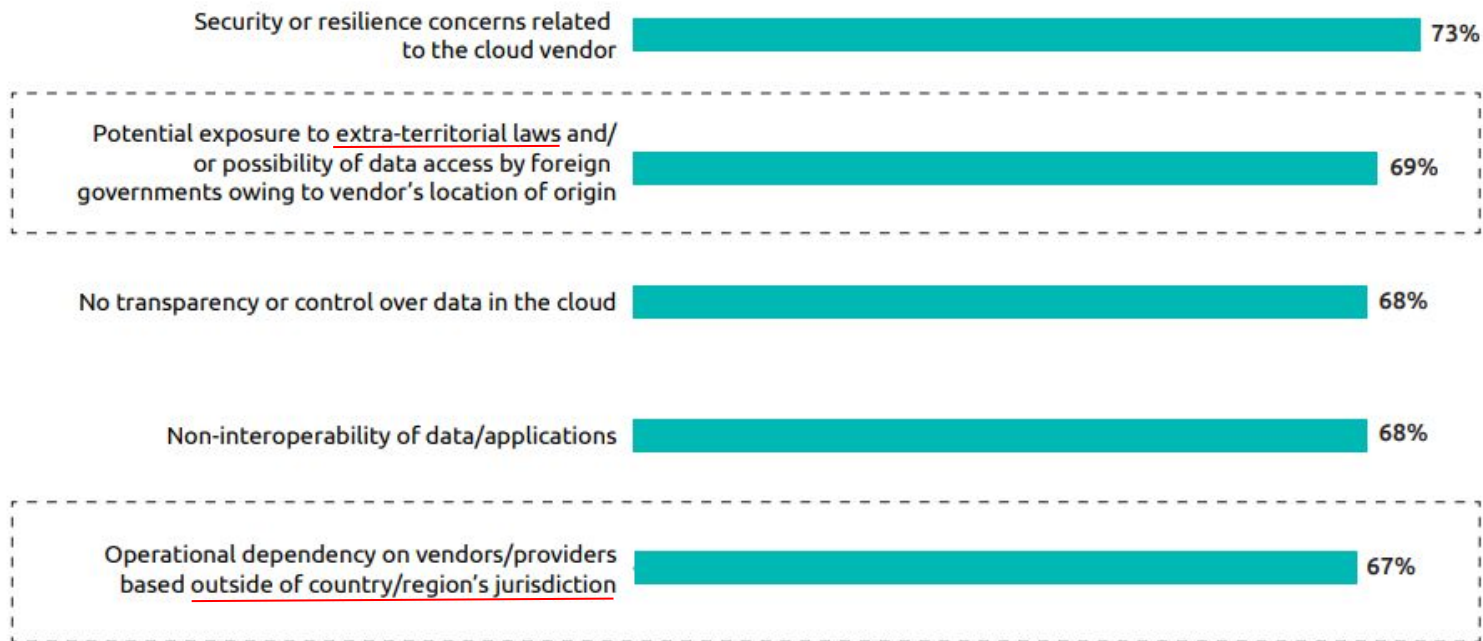 Security or resilience concerns related
to the cloud vendor
73%
Potential exposure to extra-territorial laws and/
or possibility of data access by foreign
governments owing to vendor's location of origin
69%
No transparency or control over data in the cloud
68%
Non-interoperability of data/applications
68%
Operational dependency on vendors/providers
based outside of country/region's jurisdiction
67%